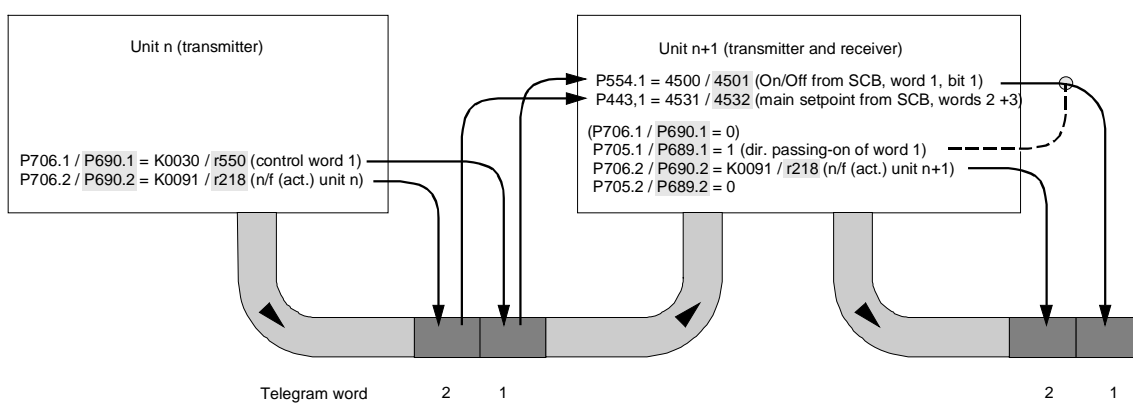 Unit n (transmitter)
P706.1 / P690.1 = K0030 / r550 (control word 1)
P706.2 / P690.2 = K0091 / r218 (n/f (act.) unit n)
Unit n+1 (transmitter and receiver)
P554.1 = 4500 / 4501 (On/Off from SCB, word 1, bit 1)
P443,1 = 4531 / 4532 (main setpoint from SCB, words 2 +3)
(P706.1 / P690.1 = 0)
P705.1 / P689.1 = 1 (dir. passing-on of word 1)
P706.2 / P690.2 = K0091 / r218 (n/f (act.) unit n+1)
P705.2 / P689.2 = 0
Telegram word 2 1 2 1